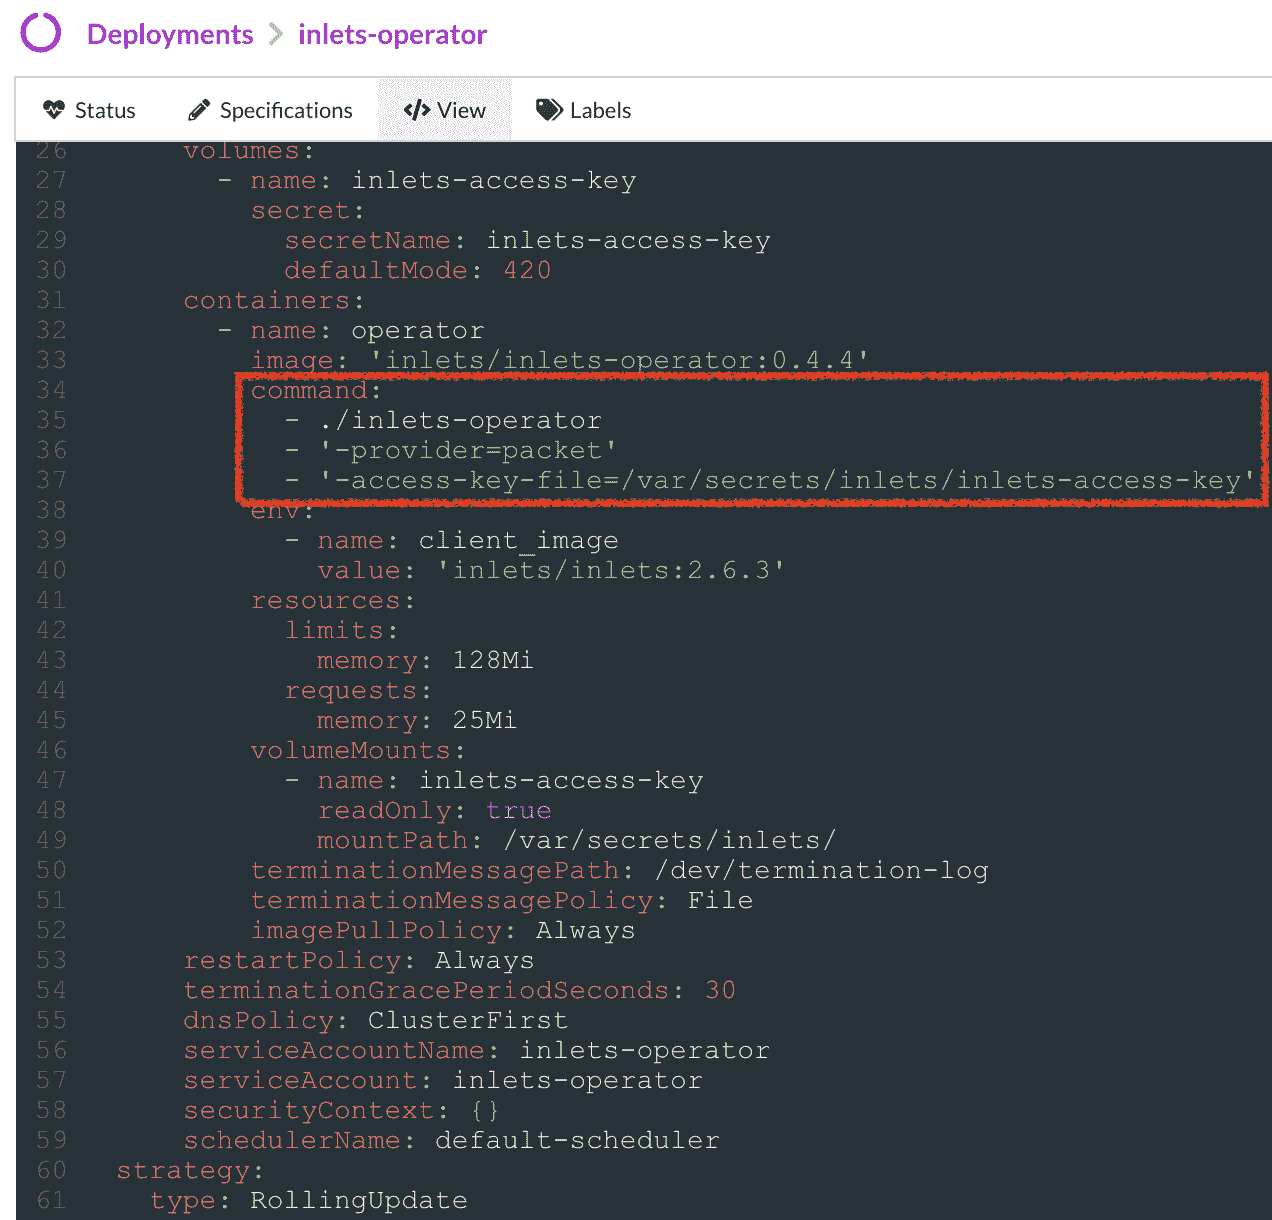 Deployments > inlets-operator
Status Specifications </> View Labels
26 volumes:
27 - name: inlets-access-key
28 secret:
29 secretName: inlets-access-key
30 defaultMode: 420
31 containers:
32 - name: operator
33 image: 'inlets/inlets-operator:0.4.4'
34 command:
35 - ./inlets-operator
36 - '-provider=packet'
37 - '-access-key-file=/var/secrets/inlets/inlets-access-key'
38 env:
39 - name: client_image
40 value: 'inlets/inlets:2.6.3'
41 resources:
42 limits:
43 memory: 128Mi
44 requests:
45 memory: 25Mi
46 volumeMounts:
47 - name: inlets-access-key
48 readOnly: true
49 mountPath: /var/secrets/inlets/
50 terminationMessagePath: /dev/termination-log
51 terminationMessagePolicy: File
52 imagePullPolicy: Always
53 restartPolicy: Always
54 terminationGracePeriodSeconds: 30
55 dnsPolicy: ClusterFirst
56 serviceAccountName: inlets-operator
57 serviceAccount: inlets-operator
58 securityContext: {}
59 schedulerName: default-scheduler
60 strategy:
61 type: RollingUpdate